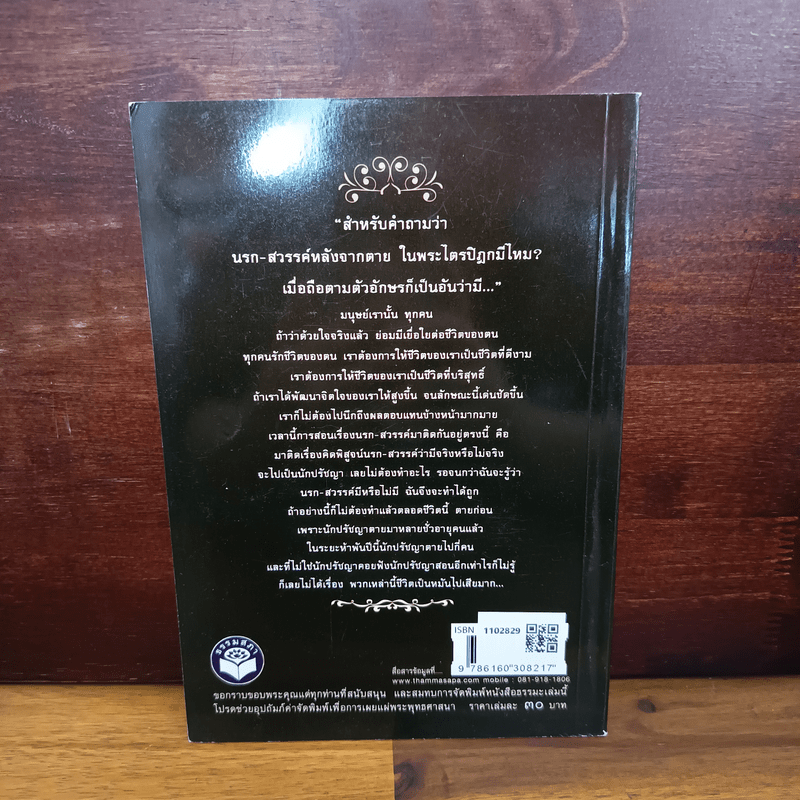 “สำหรับคำถามว่า
นรก-สวรรค์หลังจากตาย ในพระไตรปิฎกมีไหม?
เมื่อถือตามตัวอักษรก็เป็นอันว่ามี...”
มนุษย์เรานั้น ทุกคน
ถ้าว่าด้วยใจจริงแล้ว ย่อมมีเยื่อใยต่อชีวิตของตน
ทุกคนรักชีวิตของตน เราต้องการให้ชีวิตของเราเป็นชีวิตที่ดีงาม
เราต้องการให้ชีวิตของเราเป็นชีวิตที่บริสุทธิ์
ถ้าเราได้พัฒนาจิตใจของเราให้สูงขึ้น จนลักษณะนี้เด่นชัดขึ้น
เราก็ไม่ต้องไปนึกถึงผลตอบแทนข้างหน้ามากมาย
เวลานี้การสอนเรื่องนรก-สวรรค์มาติดกันอยู่ตรงนี้ คือ
มาติดเรื่องคิดพิสูจน์นรก-สวรรค์ว่ามีจริงหรือไม่จริง
จะไปเป็นนักปรัชญา เลยไม่ต้องทำอะไร รอจนกว่าฉันจะรู้ว่า
นรก-สวรรค์มีหรือไม่มี ฉันจึงจะทำได้ถูก
ถ้าอย่างนี้ก็ไม่ต้องทำแล้วตลอดชีวิตนี้ ตายก่อน
เพราะนักปรัชญาตายมาหลายชั่วอายุคนแล้ว
ในระยะห้าพันปีนี้นักปรัชญาตายไปกี่คน
และที่ไม่ใช่นักปรัชญาคอยฟังนักปรัชญาสอนอีกเท่าไรก็ไม่รู้
ก็เลยไม่ได้เรื่อง พวกเหล่านี้ชีวิตเป็นหมันไปเสียมาก...
ธรรมสภา
ISBN 1102829
9 786160 308217
สื่อสารข้อมูลที่....
www.thammasapa.com mobile : 081-918-1806
ขอกราบขอบพระคุณแด่ทุกท่านที่สนับสนุน และสมทบการจัดพิมพ์หนังสือธรรมะเล่มนี้
โปรดช่วยอุปถัมภ์ค่าจัดพิมพ์เพื่อการเผยแผ่พระพุทธศาสนา ราคาเล่มละ ๓๐ บาท